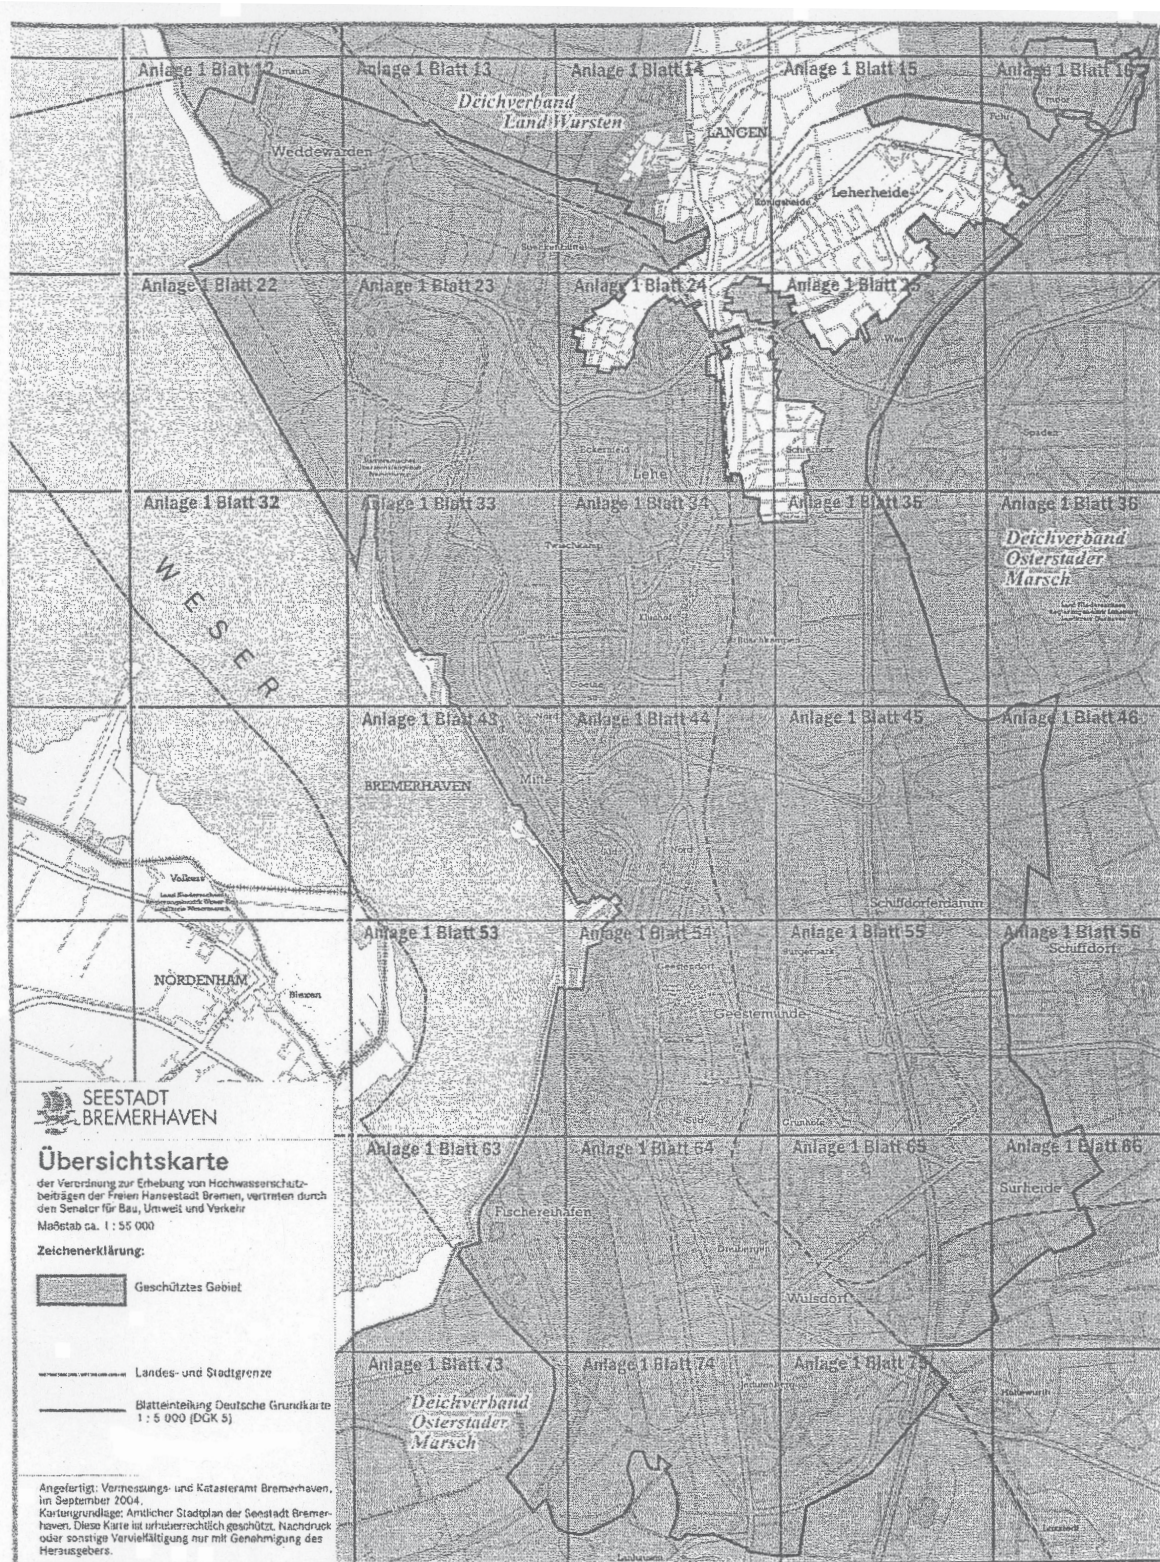 Anlage 1 Blatt 12
Anlage 1 Blatt 13
Anlage 1 Blatt 14
Anlage 1 Blatt 15
Anlage 1 Blatt 16
Deichverband
Land Wursten
LANGEN
Weddewarden
Leherheide
Königsheide
Anlage 1 Blatt 22
Anlage 1 Blatt 23
Anlage 1 Blatt 24
Anlage 1 Blatt 25
Eckernfeld
Lehe
Spaden
Anlage 1 Blatt 32
Anlage 1 Blatt 33
Anlage 1 Blatt 34
Anlage 1 Blatt 35
Anlage 1 Blatt 36
Deichverband
Osterstader
Marsch
WESER
Klushof
Buschkämpen
Anlage 1 Blatt 43
Anlage 1 Blatt 44
Anlage 1 Blatt 45
Anlage 1 Blatt 46
BREMERHAVEN
Mitte
Volkers
Schiffdorferdamm
Anlage 1 Blatt 53
Anlage 1 Blatt 54
Anlage 1 Blatt 55
Anlage 1 Blatt 56
Schiffdorf
Geestendorf
Bürgerpark
NORDENHAM
Blexen
Geestemünde
Grünhöfe
SEESTADT
BREMERHAVEN
Anlage 1 Blatt 63
Anlage 1 Blatt 64
Anlage 1 Blatt 65
Anlage 1 Blatt 66
Surheide
Fischereihafen
Dreibergen
Wulsdorf
Übersichtskarte
der Verordnung zur Erhebung von Hochwasserschutz-
beiträgen der Freien Hansestadt Bremen, vertreten durch
den Senator für Bau, Umwelt und Verkehr
Maßstab ca. 1 : 55 000
Zeichenerklärung:
Geschütztes Gebiet
Landes- und Stadtgrenze
Blatteinteilung Deutsche Grundkarte
1 : 5 000 (DGK 5)
Anlage 1 Blatt 73
Anlage 1 Blatt 74
Anlage 1 Blatt 75
Deichverband
Osterstader
Marsch
Angefertigt: Vermessungs- und Katasteramt Bremerhaven,
im September 2004.
Kartengrundlage: Amtlicher Stadtplan der Seestadt Bremer-
haven. Diese Karte ist urheberrechtlich geschützt, Nachdruck
oder sonstige Vervielfältigung nur mit Genehmigung des
Herausgebers.